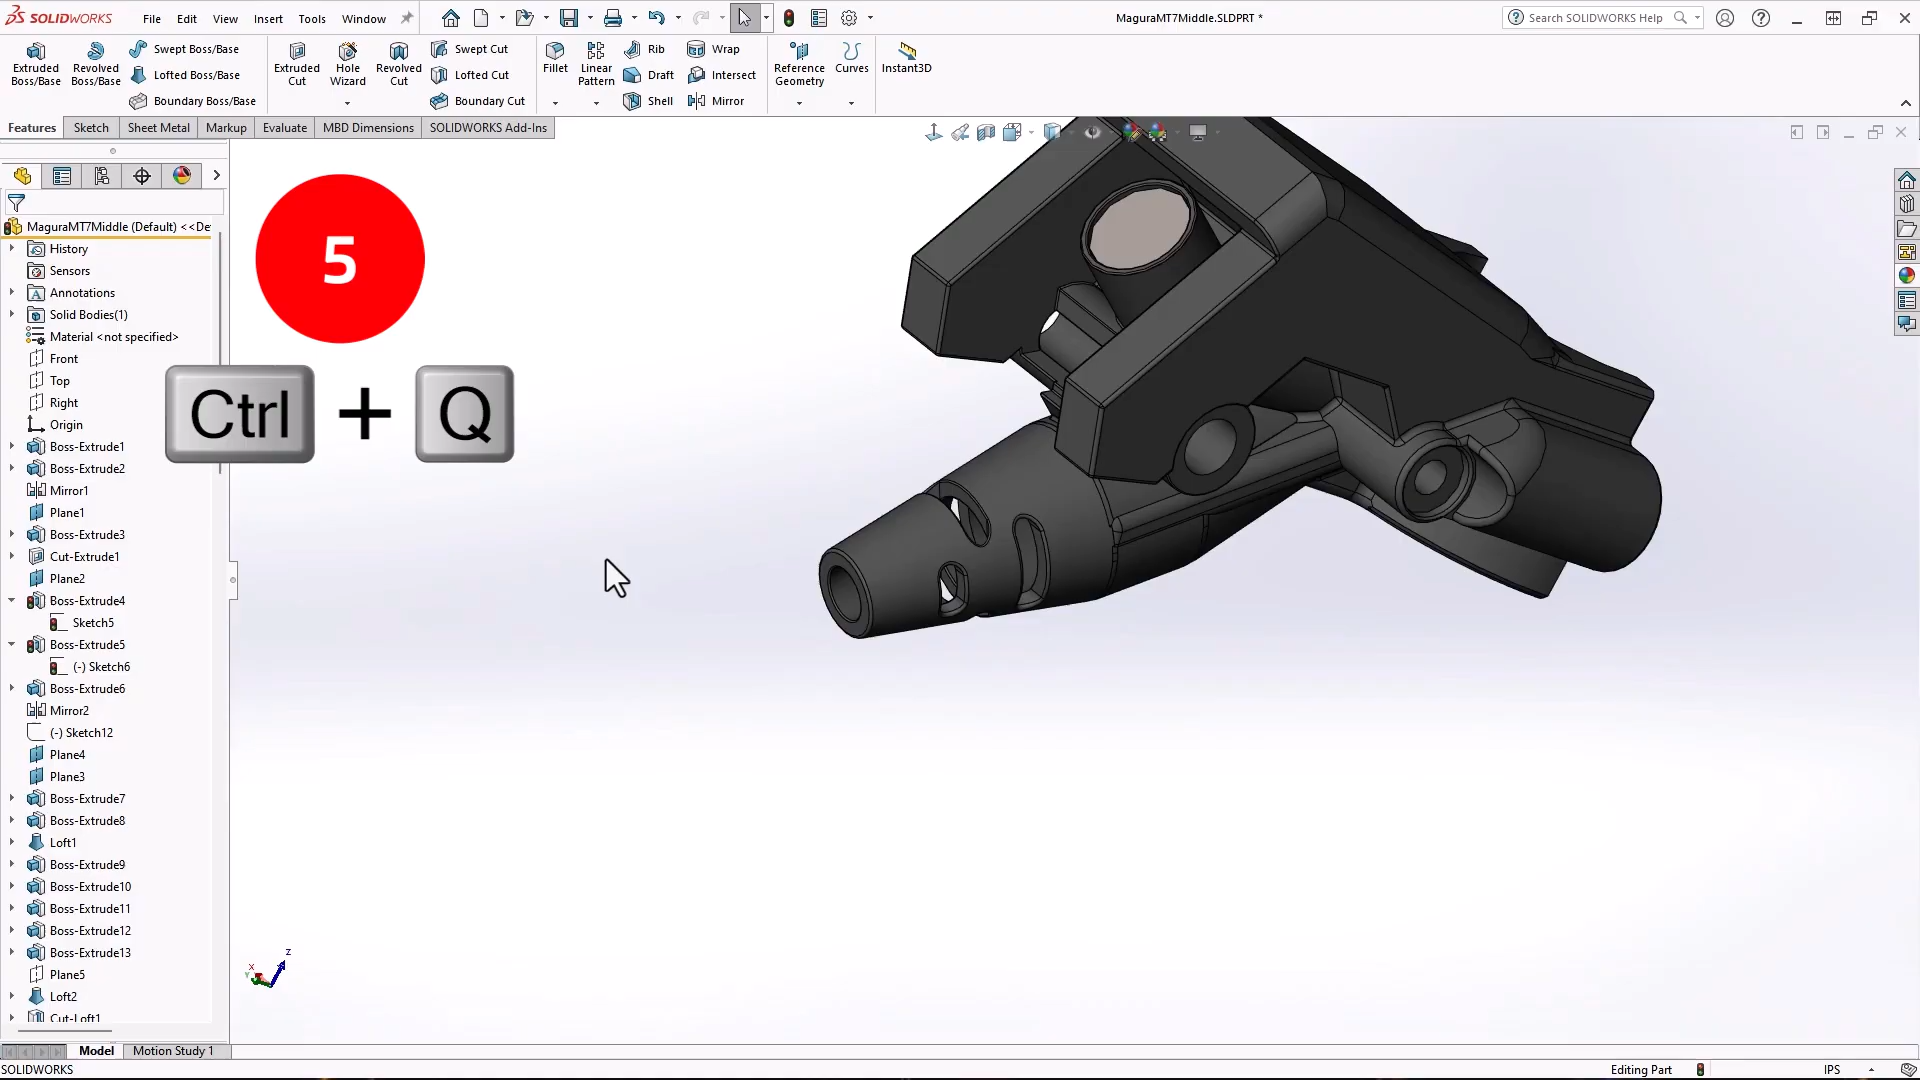 SOLIDWORKS File Edit View Insert Tools Window MaguraMT7Middle.SLDPRT * Search SOLIDWORKS Help
Extruded Boss/Base
Revolved Boss/Base
Swept Boss/Base
Lofted Boss/Base
Boundary Boss/Base
Extruded Cut
Hole Wizard
Revolved Cut
Swept Cut
Lofted Cut
Boundary Cut
Fillet
Linear Pattern
Rib
Draft
Shell
Wrap
Intersect
Mirror
Reference Geometry
Curves
Instant3D
Features Sketch Sheet Metal Markup Evaluate MBD Dimensions SOLIDWORKS Add-Ins
MaguraMT7Middle (Default) <<De
History
Sensors
Annotations
Solid Bodies(1)
Material <not specified>
Front
Top
Right
Origin
Boss-Extrude1
Boss-Extrude2
Mirror1
Plane1
Boss-Extrude3
Cut-Extrude1
Plane2
Boss-Extrude4
Sketch5
Boss-Extrude5
(-) Sketch6
Boss-Extrude6
Mirror2
(-) Sketch12
Plane4
Plane3
Boss-Extrude7
Boss-Extrude8
Loft1
Boss-Extrude9
Boss-Extrude10
Boss-Extrude11
Boss-Extrude12
Boss-Extrude13
Plane5
Loft2
Cut-Loft1
5
Ctrl + Q
X Y Z
Model Motion Study 1
SOLIDWORKS Editing Part IPS